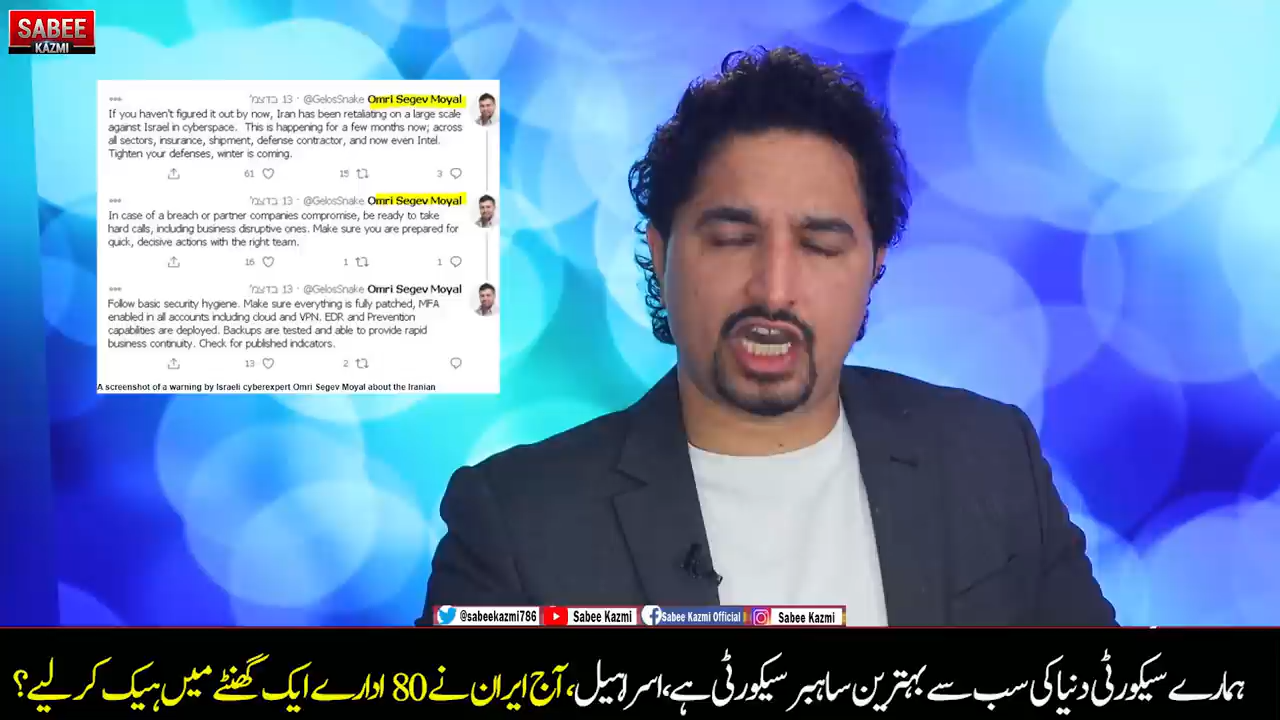 SABEE
KAZMI
Omri Segev Moyal @GelosSnake · 13 בדצמ׳
If you haven't figured it out by now, Iran has been retaliating on a large scale
against Israel in cyberspace. This is happening for a few months now; across
all sectors, insurance, shipment, defense contractor, and now even Intel.
Tighten your defenses, winter is coming.
61 15 3
Omri Segev Moyal @GelosSnake · 13 בדצמ׳
In case of a breach or partner companies compromise, be ready to take
hard calls, including business disruptive ones. Make sure you are prepared for
quick, decisive actions with the right team.
16 1 1
Omri Segev Moyal @GelosSnake · 13 בדצמ׳
Follow basic security hygiene. Make sure everything is fully patched, MFA
enabled in all accounts including cloud and VPN. EDR and Prevention
capabilities are deployed. Backups are tested and able to provide rapid
business continuity. Check for published indicators.
13 2
A screenshot of a warning by Israeli cyberexpert Omri Segev Moyal about the Iranian
@sabeekazmi786 Sabee Kazmi Sabee Kazmi Official Sabee Kazmi
ہمارے سیکورٹی دنیا کی سب سے بہترین ساہبر سیکورٹی ہے، اسراہیل، آج ایران نے 80 ادارے ایک گھنٹے میں ہیک کر لیے؟